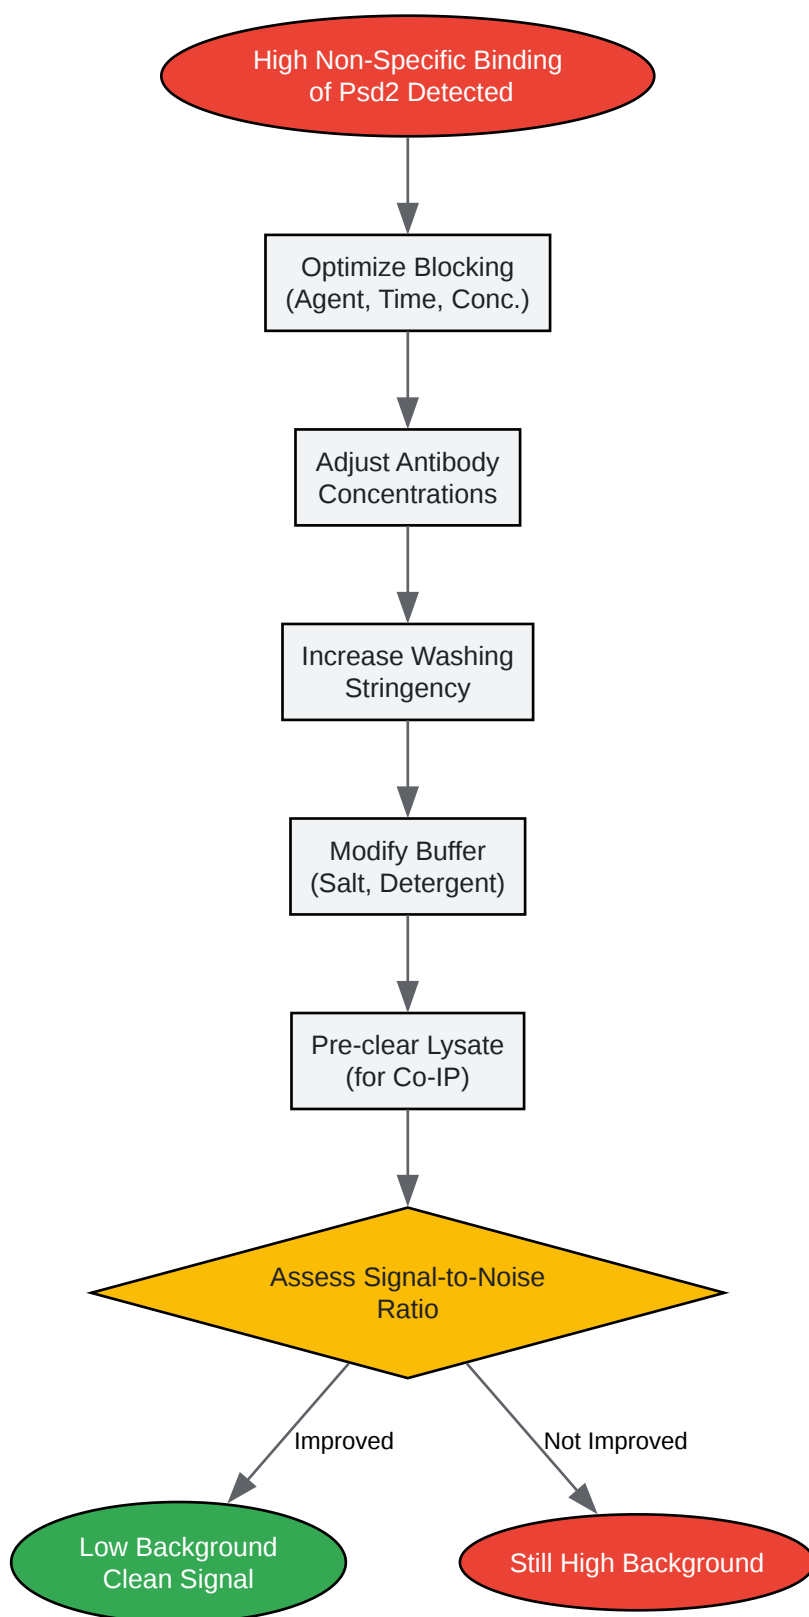 High Non-Specific Binding
of Psd2 Detected
Optimize Blocking
(Agent, Time, Conc.)
Adjust Antibody
Concentrations
Increase Washing
Stringency
Modify Buffer
(Salt, Detergent)
Pre-clear Lysate
(for Co-IP)
Assess Signal-to-Noise
Ratio
Improved
Not Improved
Low Background
Clean Signal
Still High Background